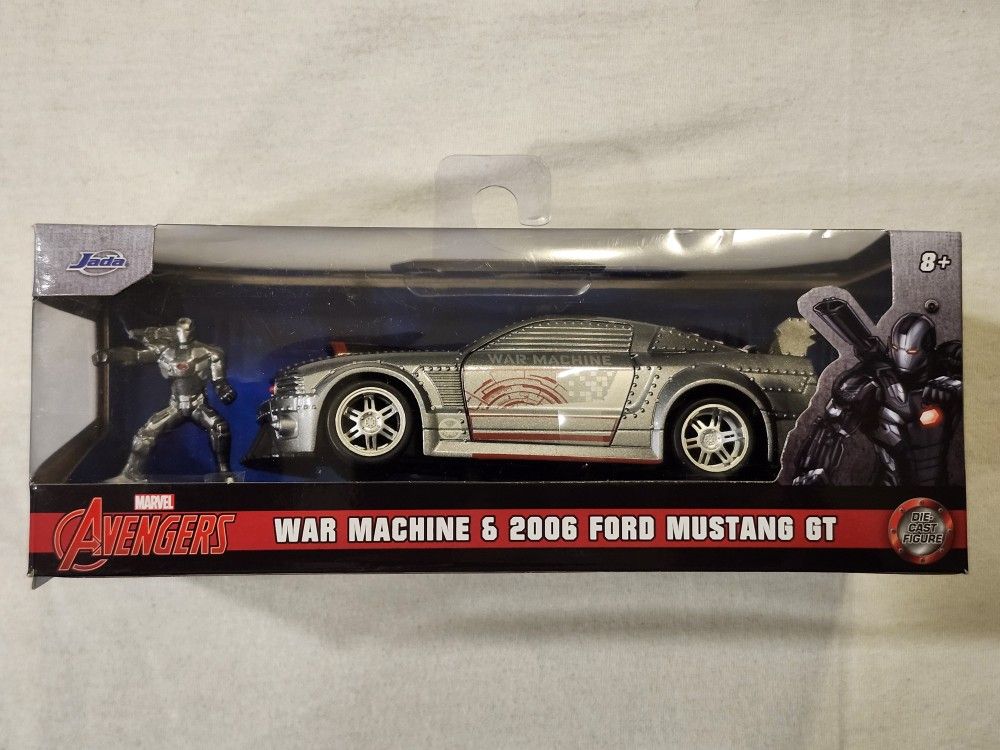 Jada
8+
WAR MACHINE
MARVEL
AVENGERS
WAR MACHINE & 2006 FORD MUSTANG GT
DIE-
CAST
FIGURE